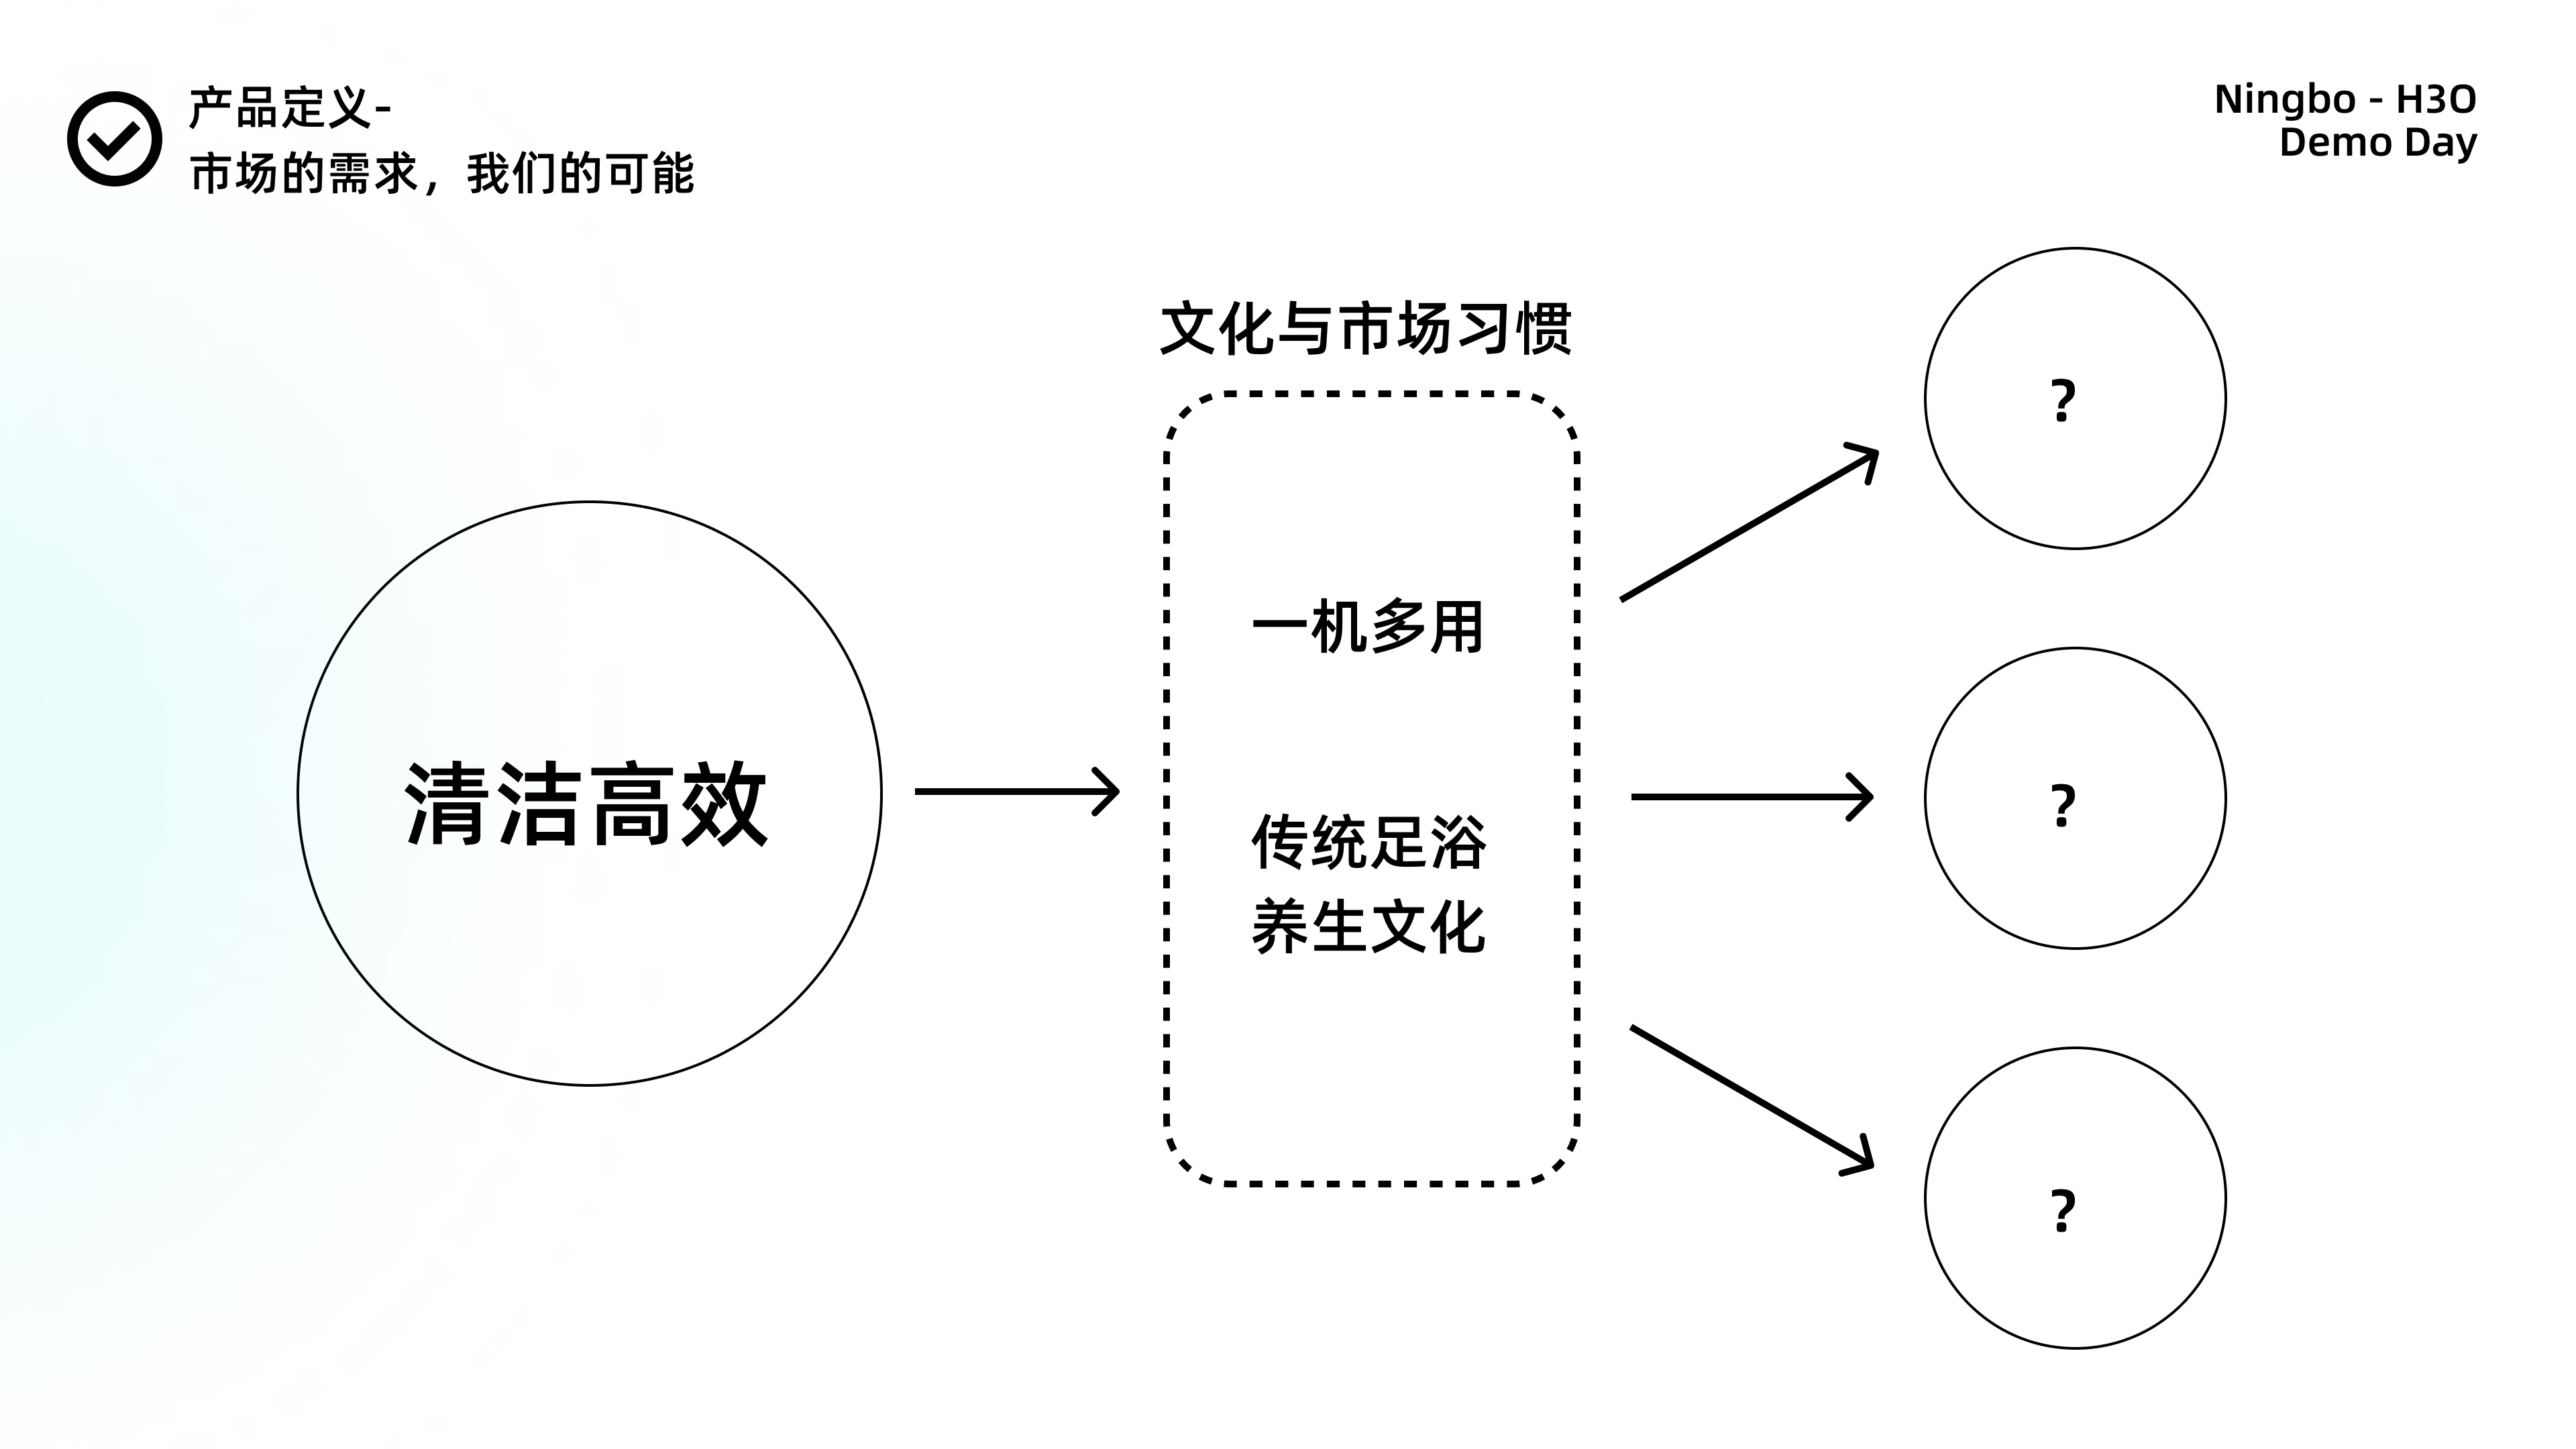 产品定义-
市场的需求，我们的可能
Ningbo - H3O
Demo Day
清洁高效
文化与市场习惯
一机多用
传统足浴
养生文化
?
?
?